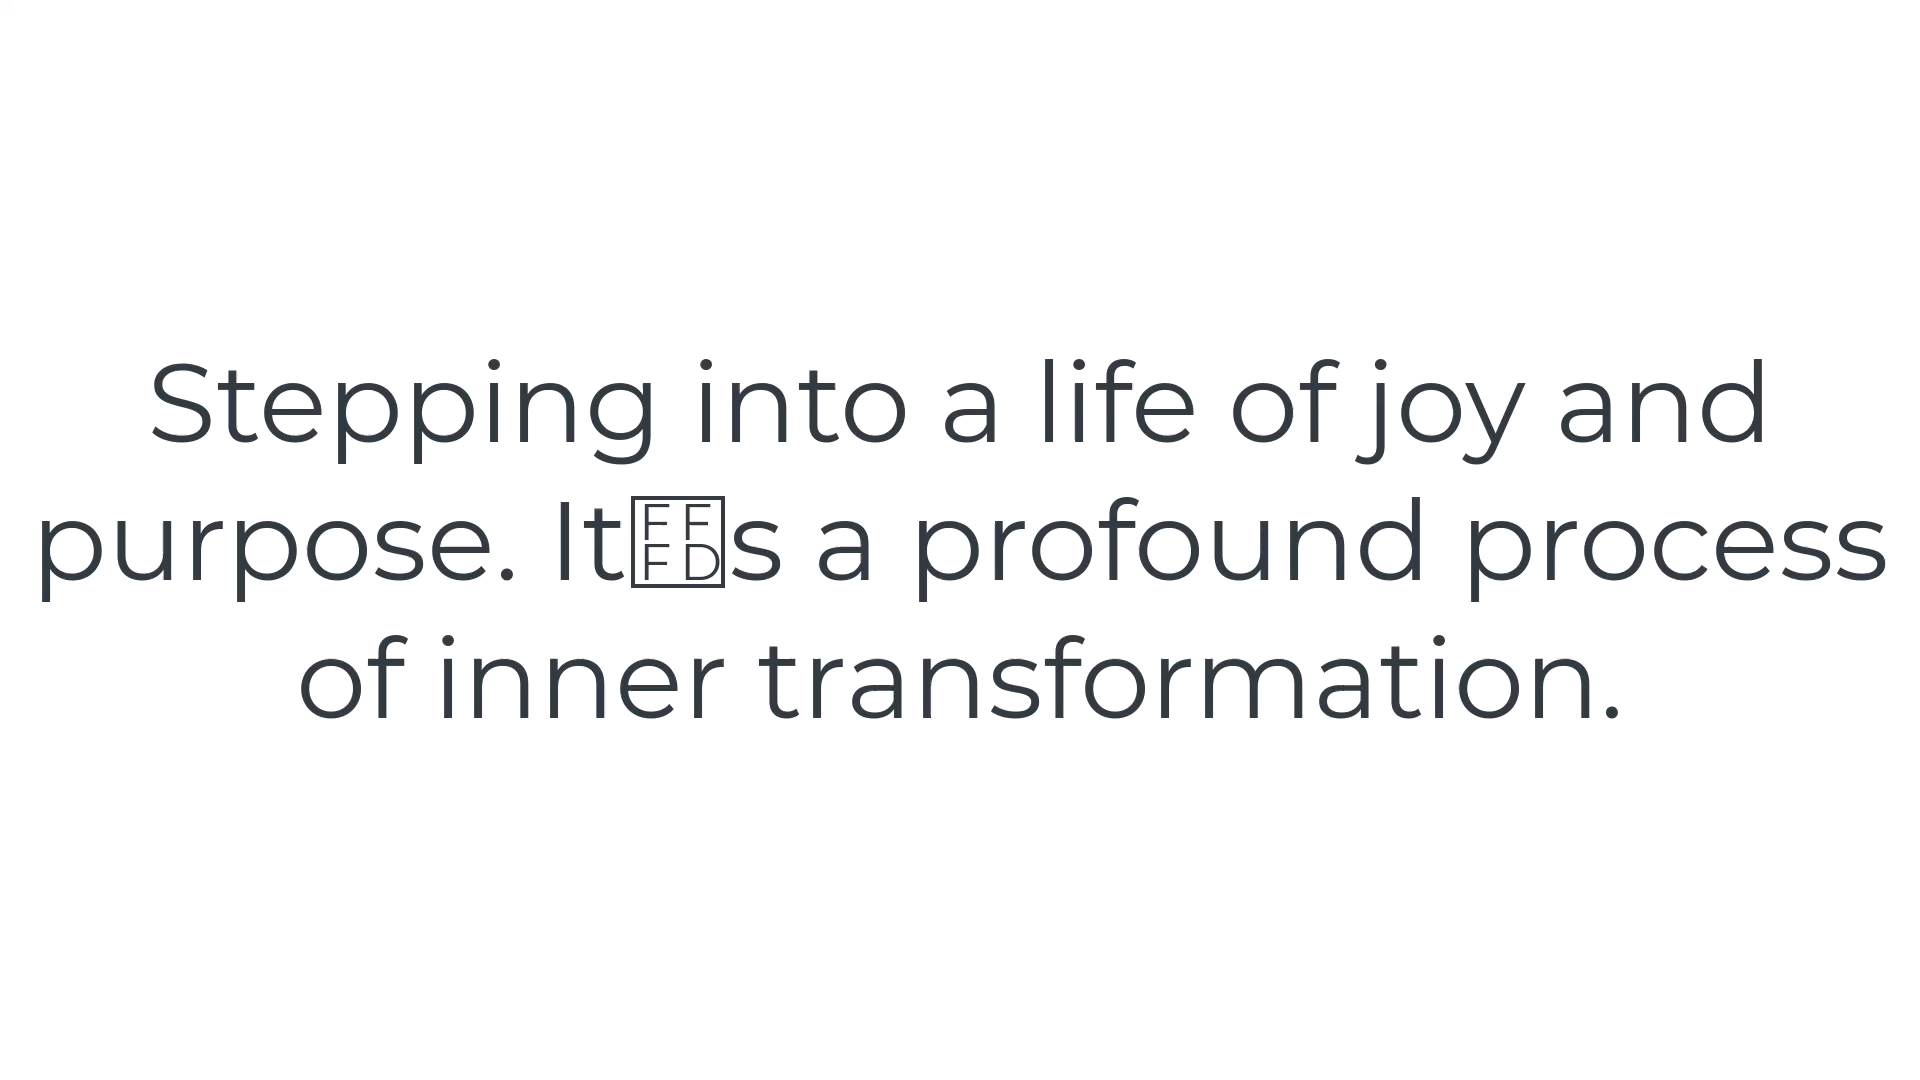 Stepping into a life of joy and
purpose. It�s a profound process
of inner transformation.